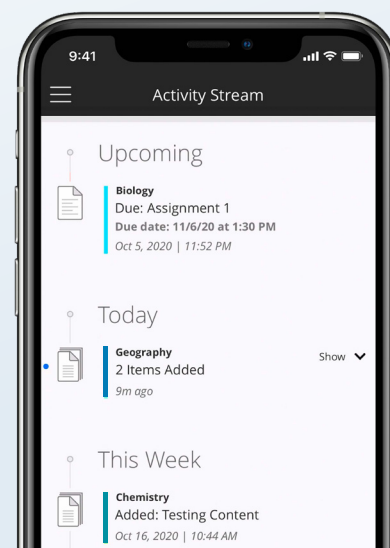 9:41
Activity Stream
Upcoming
Biology
Due: Assignment 1
Due date: 11/6/20 at 1:30 PM
Oct 5, 2020 | 11:52 PM
Today
Geography
2 Items Added
Show
9m ago
This Week
Chemistry
Added: Testing Content
Oct 16, 2020 | 10:44 AM